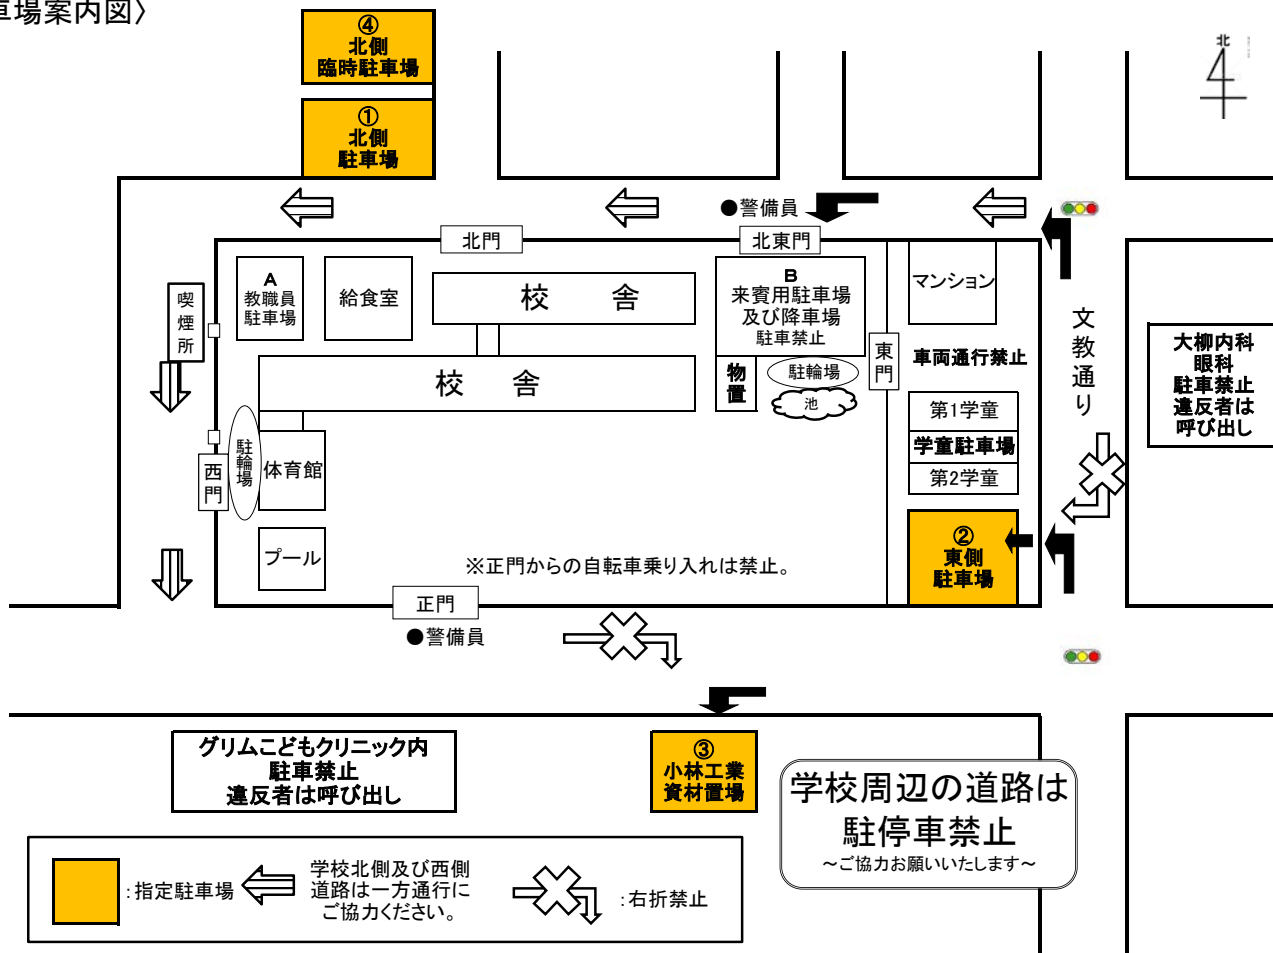 車場案内図〉
④
北側
臨時駐車場
①
北側
駐車場
北
●警備員
北門
北東門
A
教職員
駐車場
給食室
校　舎
B
来賓用駐車場
及び降車場
駐車禁止
マンション
喫煙所
校　舎
物置
駐輪場
池
東門
車両通行禁止
文教通り
大柳内科
眼科
駐車禁止
違反者は
呼び出し
第1学童
学童駐車場
第2学童
西門
駐輪場
体育館
プール
※正門からの自転車乗り入れは禁止。
②
東側
駐車場
正門
●警備員
グリムこどもクリニック内
駐車禁止
違反者は呼び出し
③
小林工業
資材置場
学校周辺の道路は
駐停車禁止
～ご協力お願いいたします～
:指定駐車場
学校北側及び西側
道路は一方通行に
ご協力ください。
:右折禁止